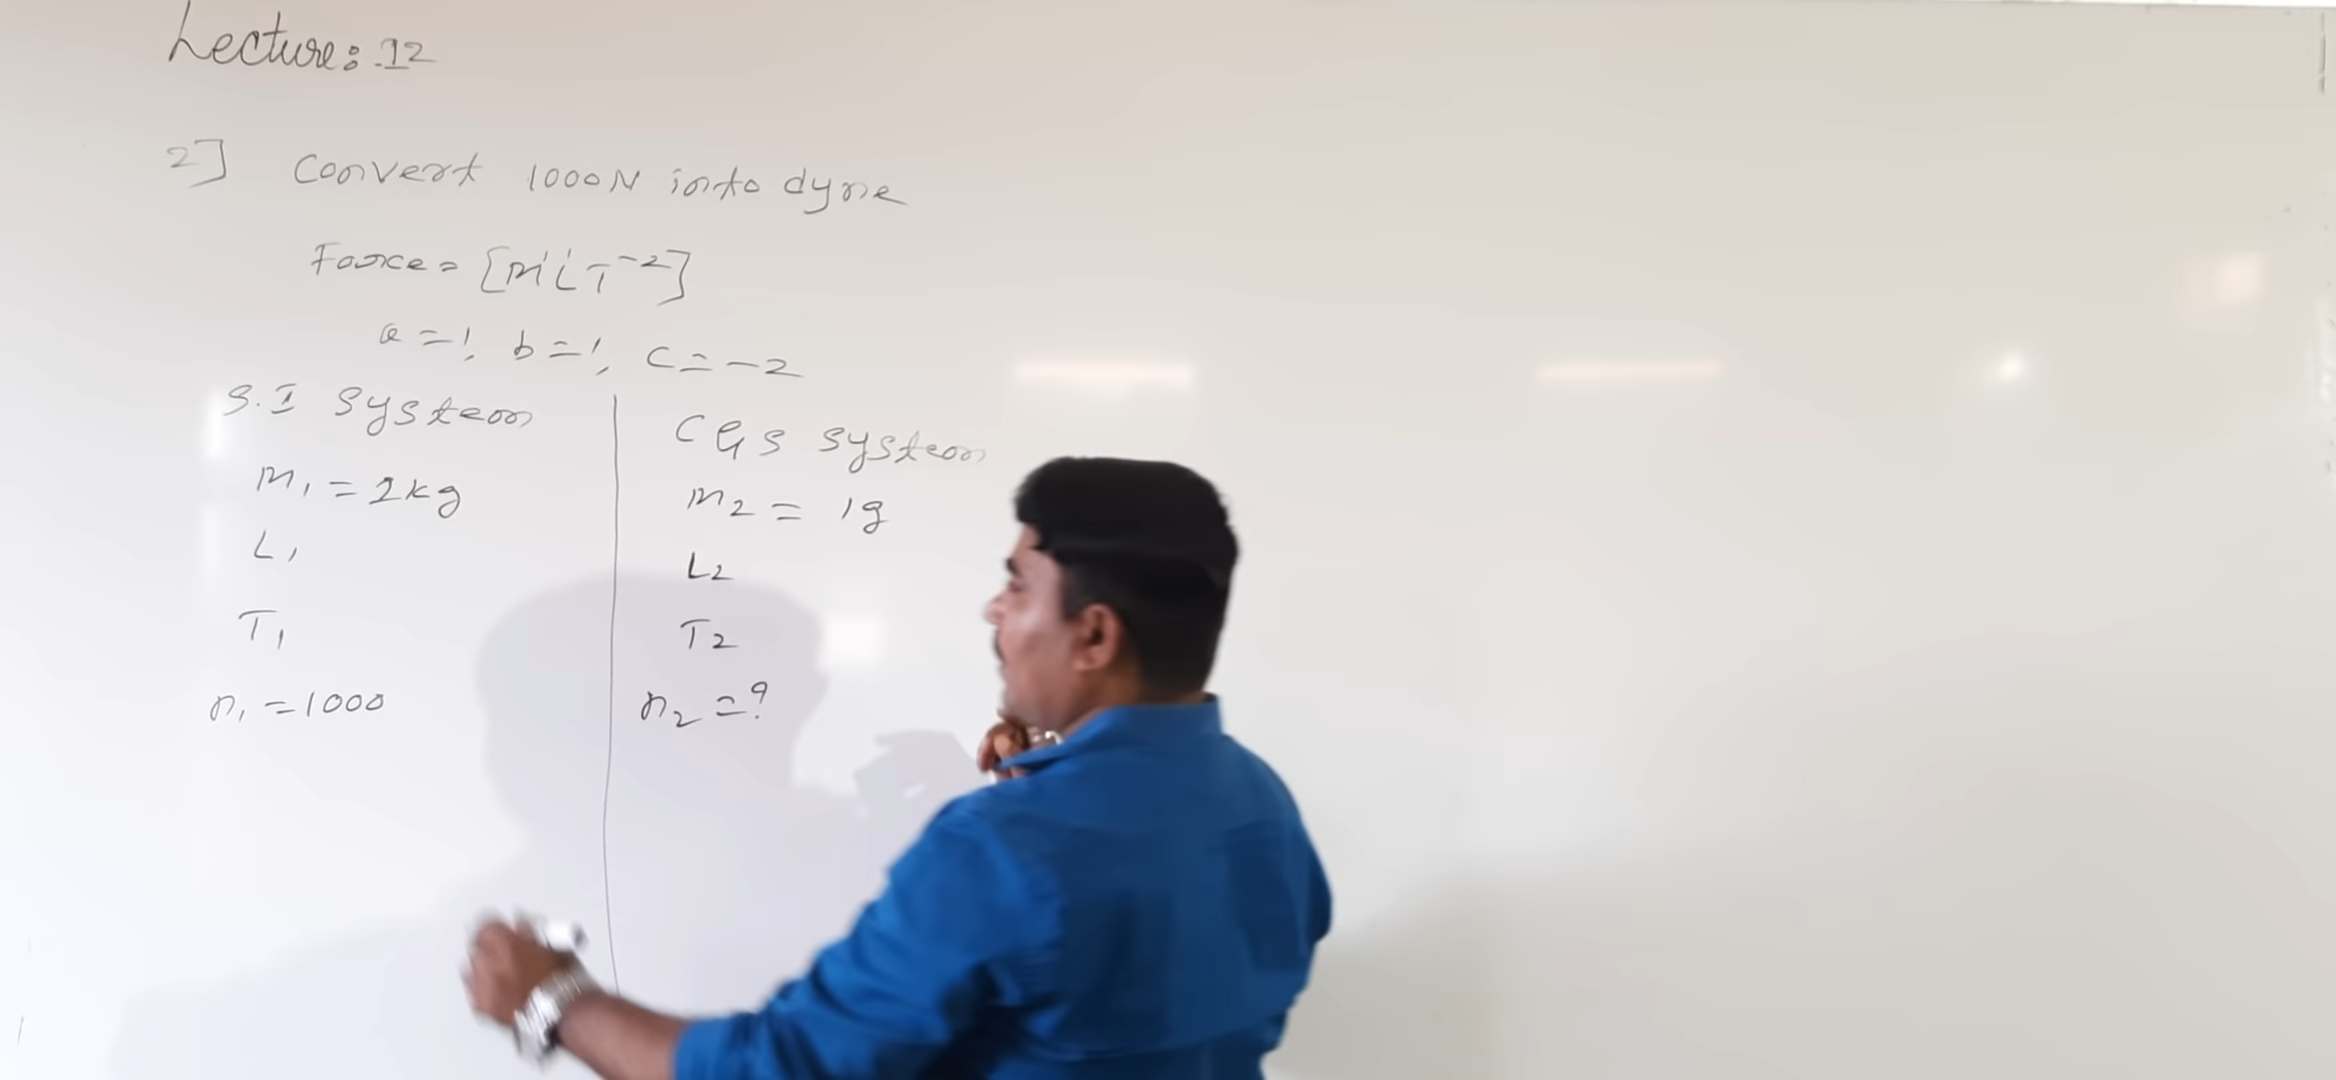 Lecture: 12
2] Convert 1000N into dyne
Force = [M¹L¹T⁻²]
a=1, b=1, c=-2
S.I System
M₁ = 1kg
L₁
T₁
n₁ = 1000
CGS System
M₂ = 1g
L₂
T₂
n₂ = ?